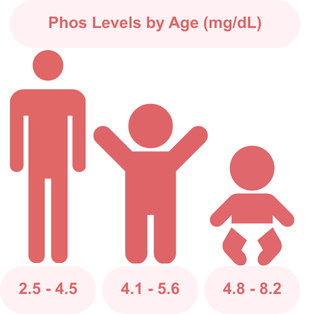 Phos Levels by Age (mg/dL)
2.5 - 4.5
4.1 - 5.6
4.8 - 8.2